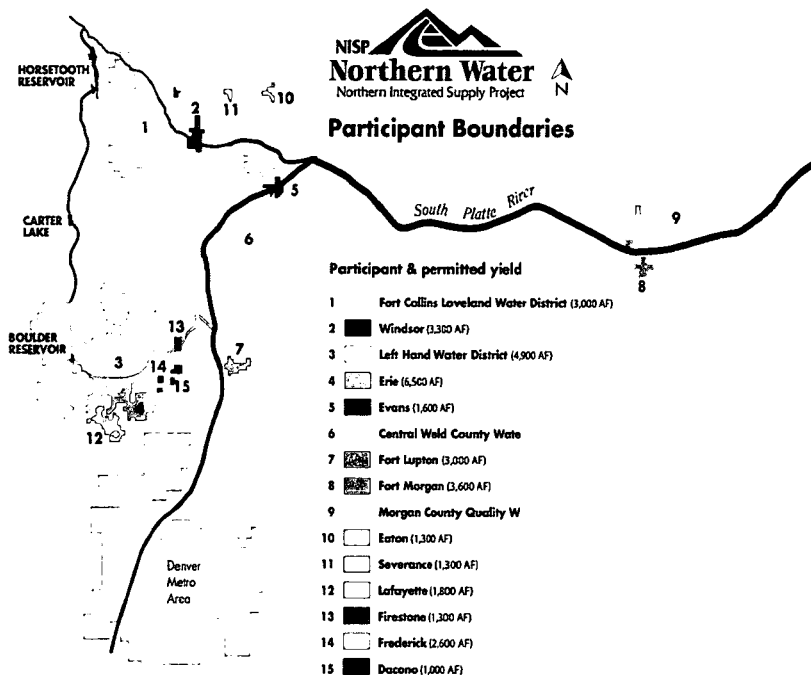 NISP
Northern Water
Northern Integrated Supply Project
N
Participant Boundaries
HORSETOOTH
RESERVOIR
1
2
11
10
5
6
CARTER
LAKE
South Platte River
9
8
BOULDER
RESERVOIR
3
13
14
15
7
12
Denver
Metro
Area
Participant & permitted yield
1 Fort Collins Loveland Water District (3,000 AF)
2 Windsor (3,300 AF)
3 Left Hand Water District (4,900 AF)
4 Erie (6,500 AF)
5 Evans (1,600 AF)
6 Central Weld County Wate
7 Fort Lupton (3,000 AF)
8 Fort Morgan (3,600 AF)
9 Morgan County Quality W
10 Eaton (1,300 AF)
11 Severance (1,300 AF)
12 Lafayette (1,800 AF)
13 Firestone (1,300 AF)
14 Frederick (2,600 AF)
15 Dacono (1,000 AF)